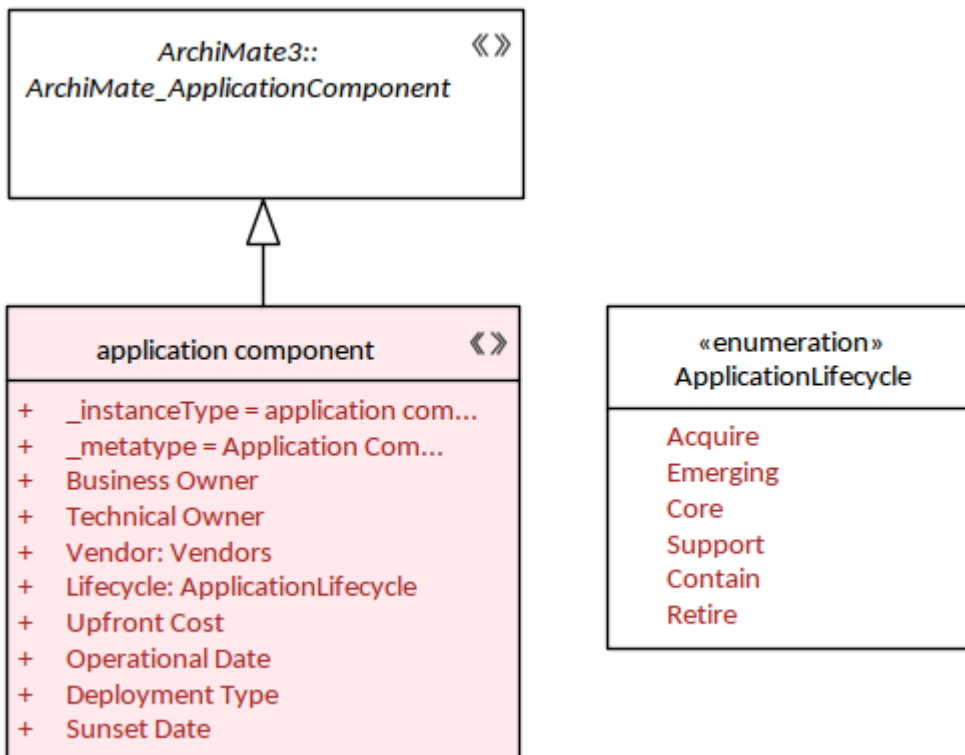 ArchiMate3::
ArchiMate_ApplicationComponent
application component
+ _instanceType = application com...
+ _metatype = Application Com...
+ Business Owner
+ Technical Owner
+ Vendor: Vendors
+ Lifecycle: ApplicationLifecycle
+ Upfront Cost
+ Operational Date
+ Deployment Type
+ Sunset Date
«enumeration»
ApplicationLifecycle
Acquire
Emerging
Core
Support
Contain
Retire